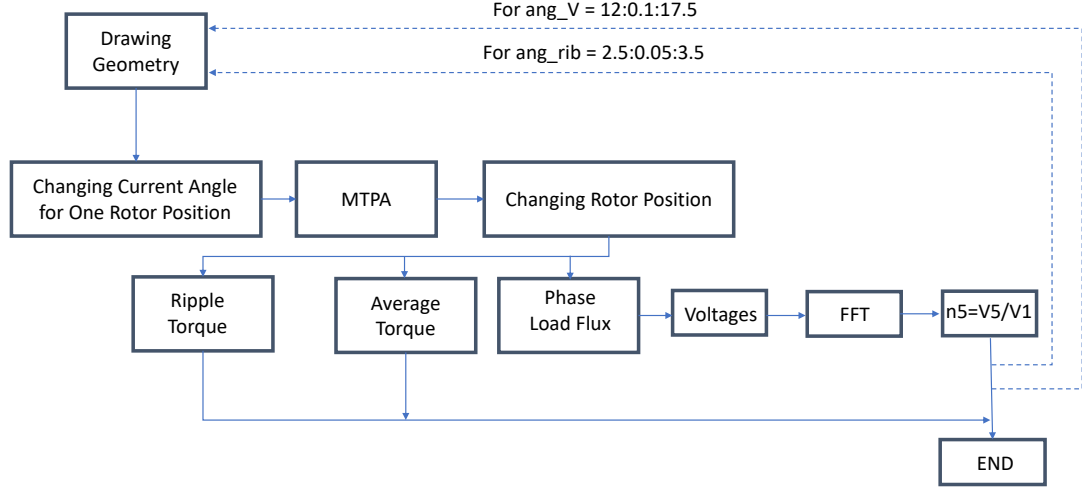 For ang_V = 12:0.1:17.5
Drawing
Geometry
For ang_rib = 2.5:0.05:3.5
Changing Current Angle
for One Rotor Position
MTPA
Changing Rotor Position
Ripple
Torque
Average
Torque
Phase
Load Flux
Voltages
FFT
n5=V5/V1
END